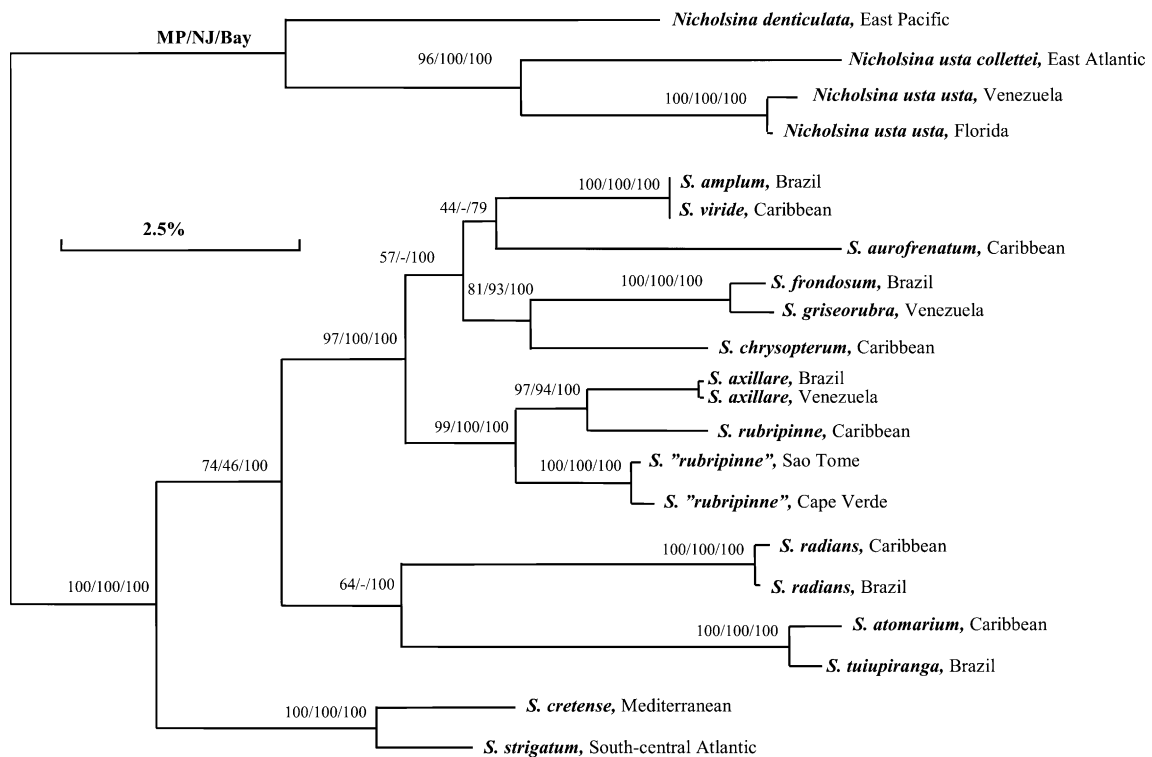 Nicholsina denticulata, East Pacific
MP/NJ/Bay
96/100/100
Nicholsina usta collettei, East Atlantic
100/100/100
Nicholsina usta usta, Venezuela
Nicholsina usta usta, Florida
100/100/100
S. amplum, Brazil
44/-/79
S. viride, Caribbean
2.5%
S. aurofrenatum, Caribbean
57/-/100
81/93/100
100/100/100
S. frondosum, Brazil
S. griseorubra, Venezuela
97/100/100
S. chrysopterum, Caribbean
S. axillare, Brazil
97/94/100
S. axillare, Venezuela
99/100/100
S. rubripinne, Caribbean
100/100/100
S. ”rubripinne”, Sao Tome
74/46/100
S. ”rubripinne”, Cape Verde
100/100/100
S. radians, Caribbean
100/100/100
64/-/100
S. radians, Brazil
100/100/100
S. atomarium, Caribbean
S. tuiupiranga, Brazil
100/100/100
S. cretense, Mediterranean
S. strigatum, South-central Atlantic